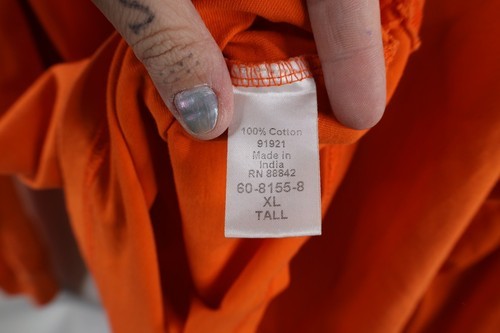 100% Cotton
91921
Made in
India
RN 88842
60-8155-8
XL
TALL